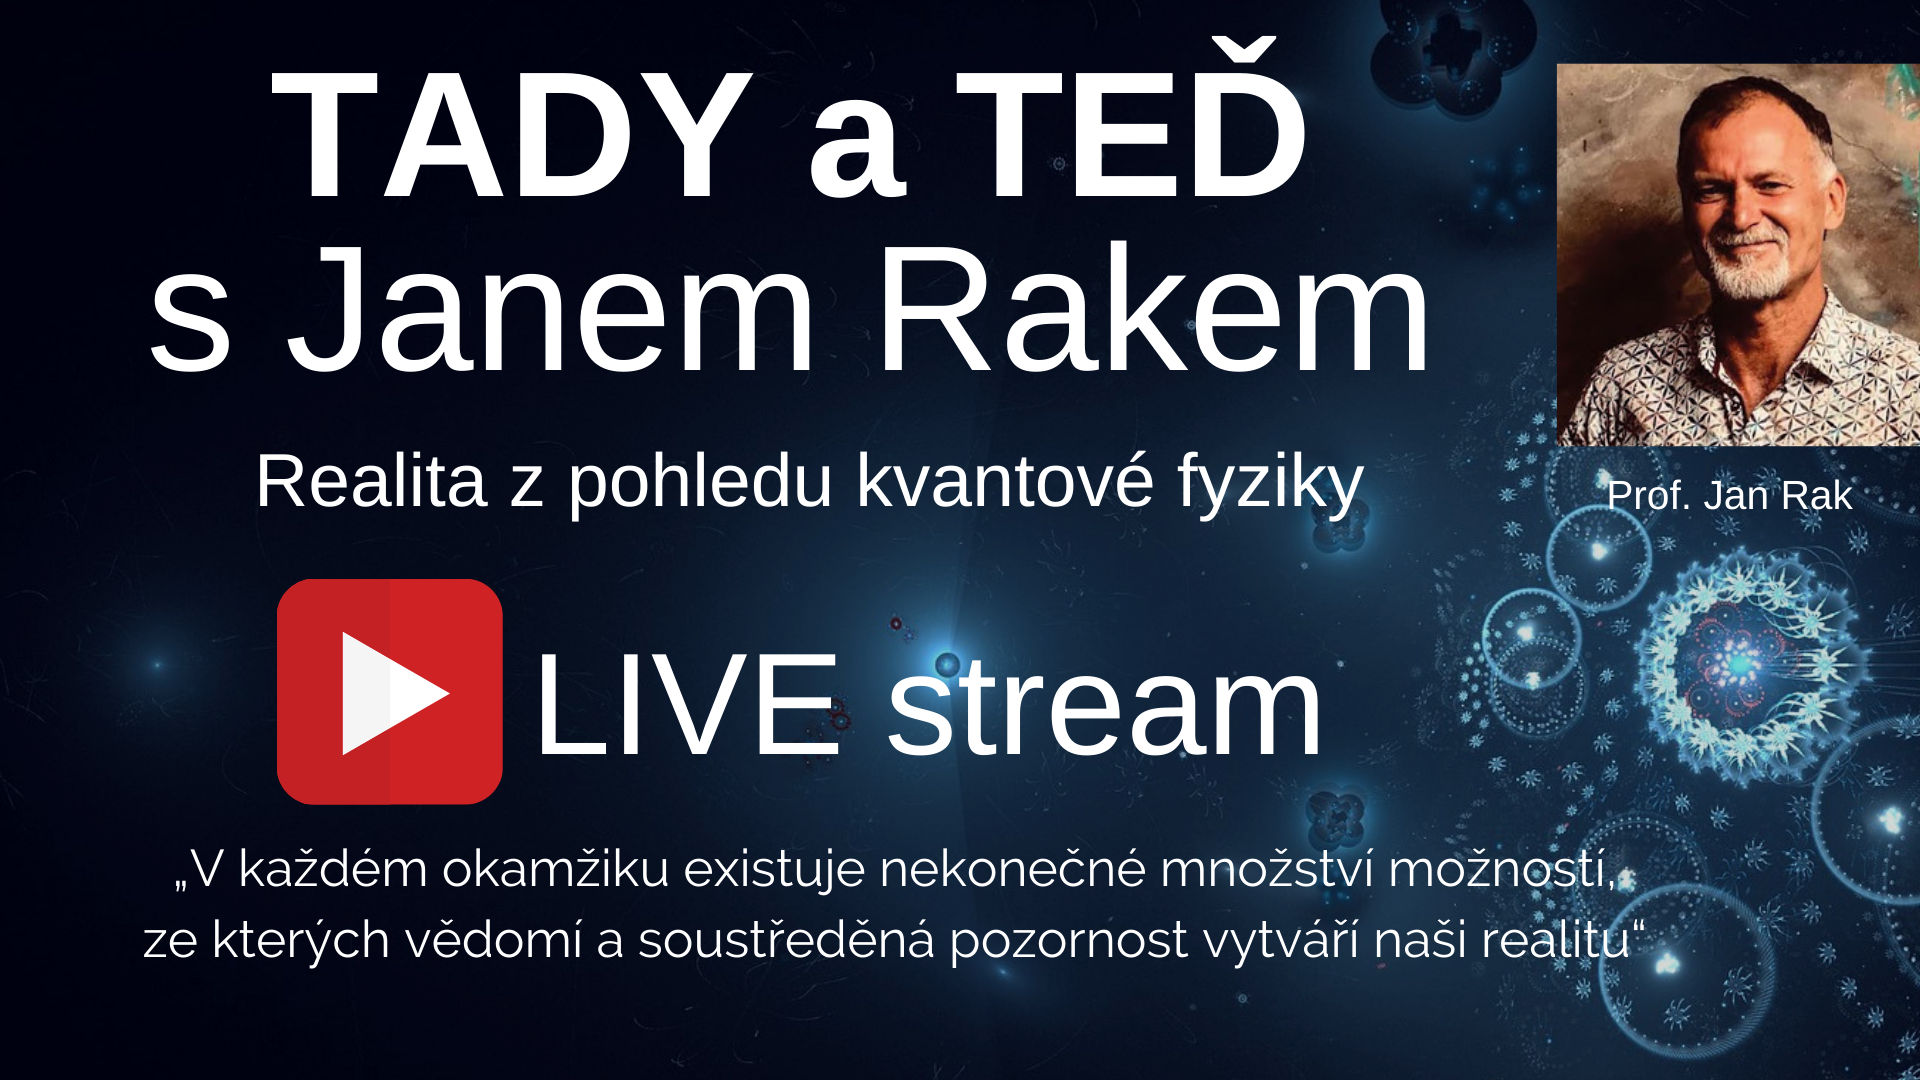 TADY a TEĎ
s Janem Rakem
Realita z pohledu kvantové fyziky
Prof. Jan Rak
LIVE stream
„V každém okamžiku existuje nekonečné množství možností,
ze kterých vědomí a soustředěná pozornost vytváří naši realitu“